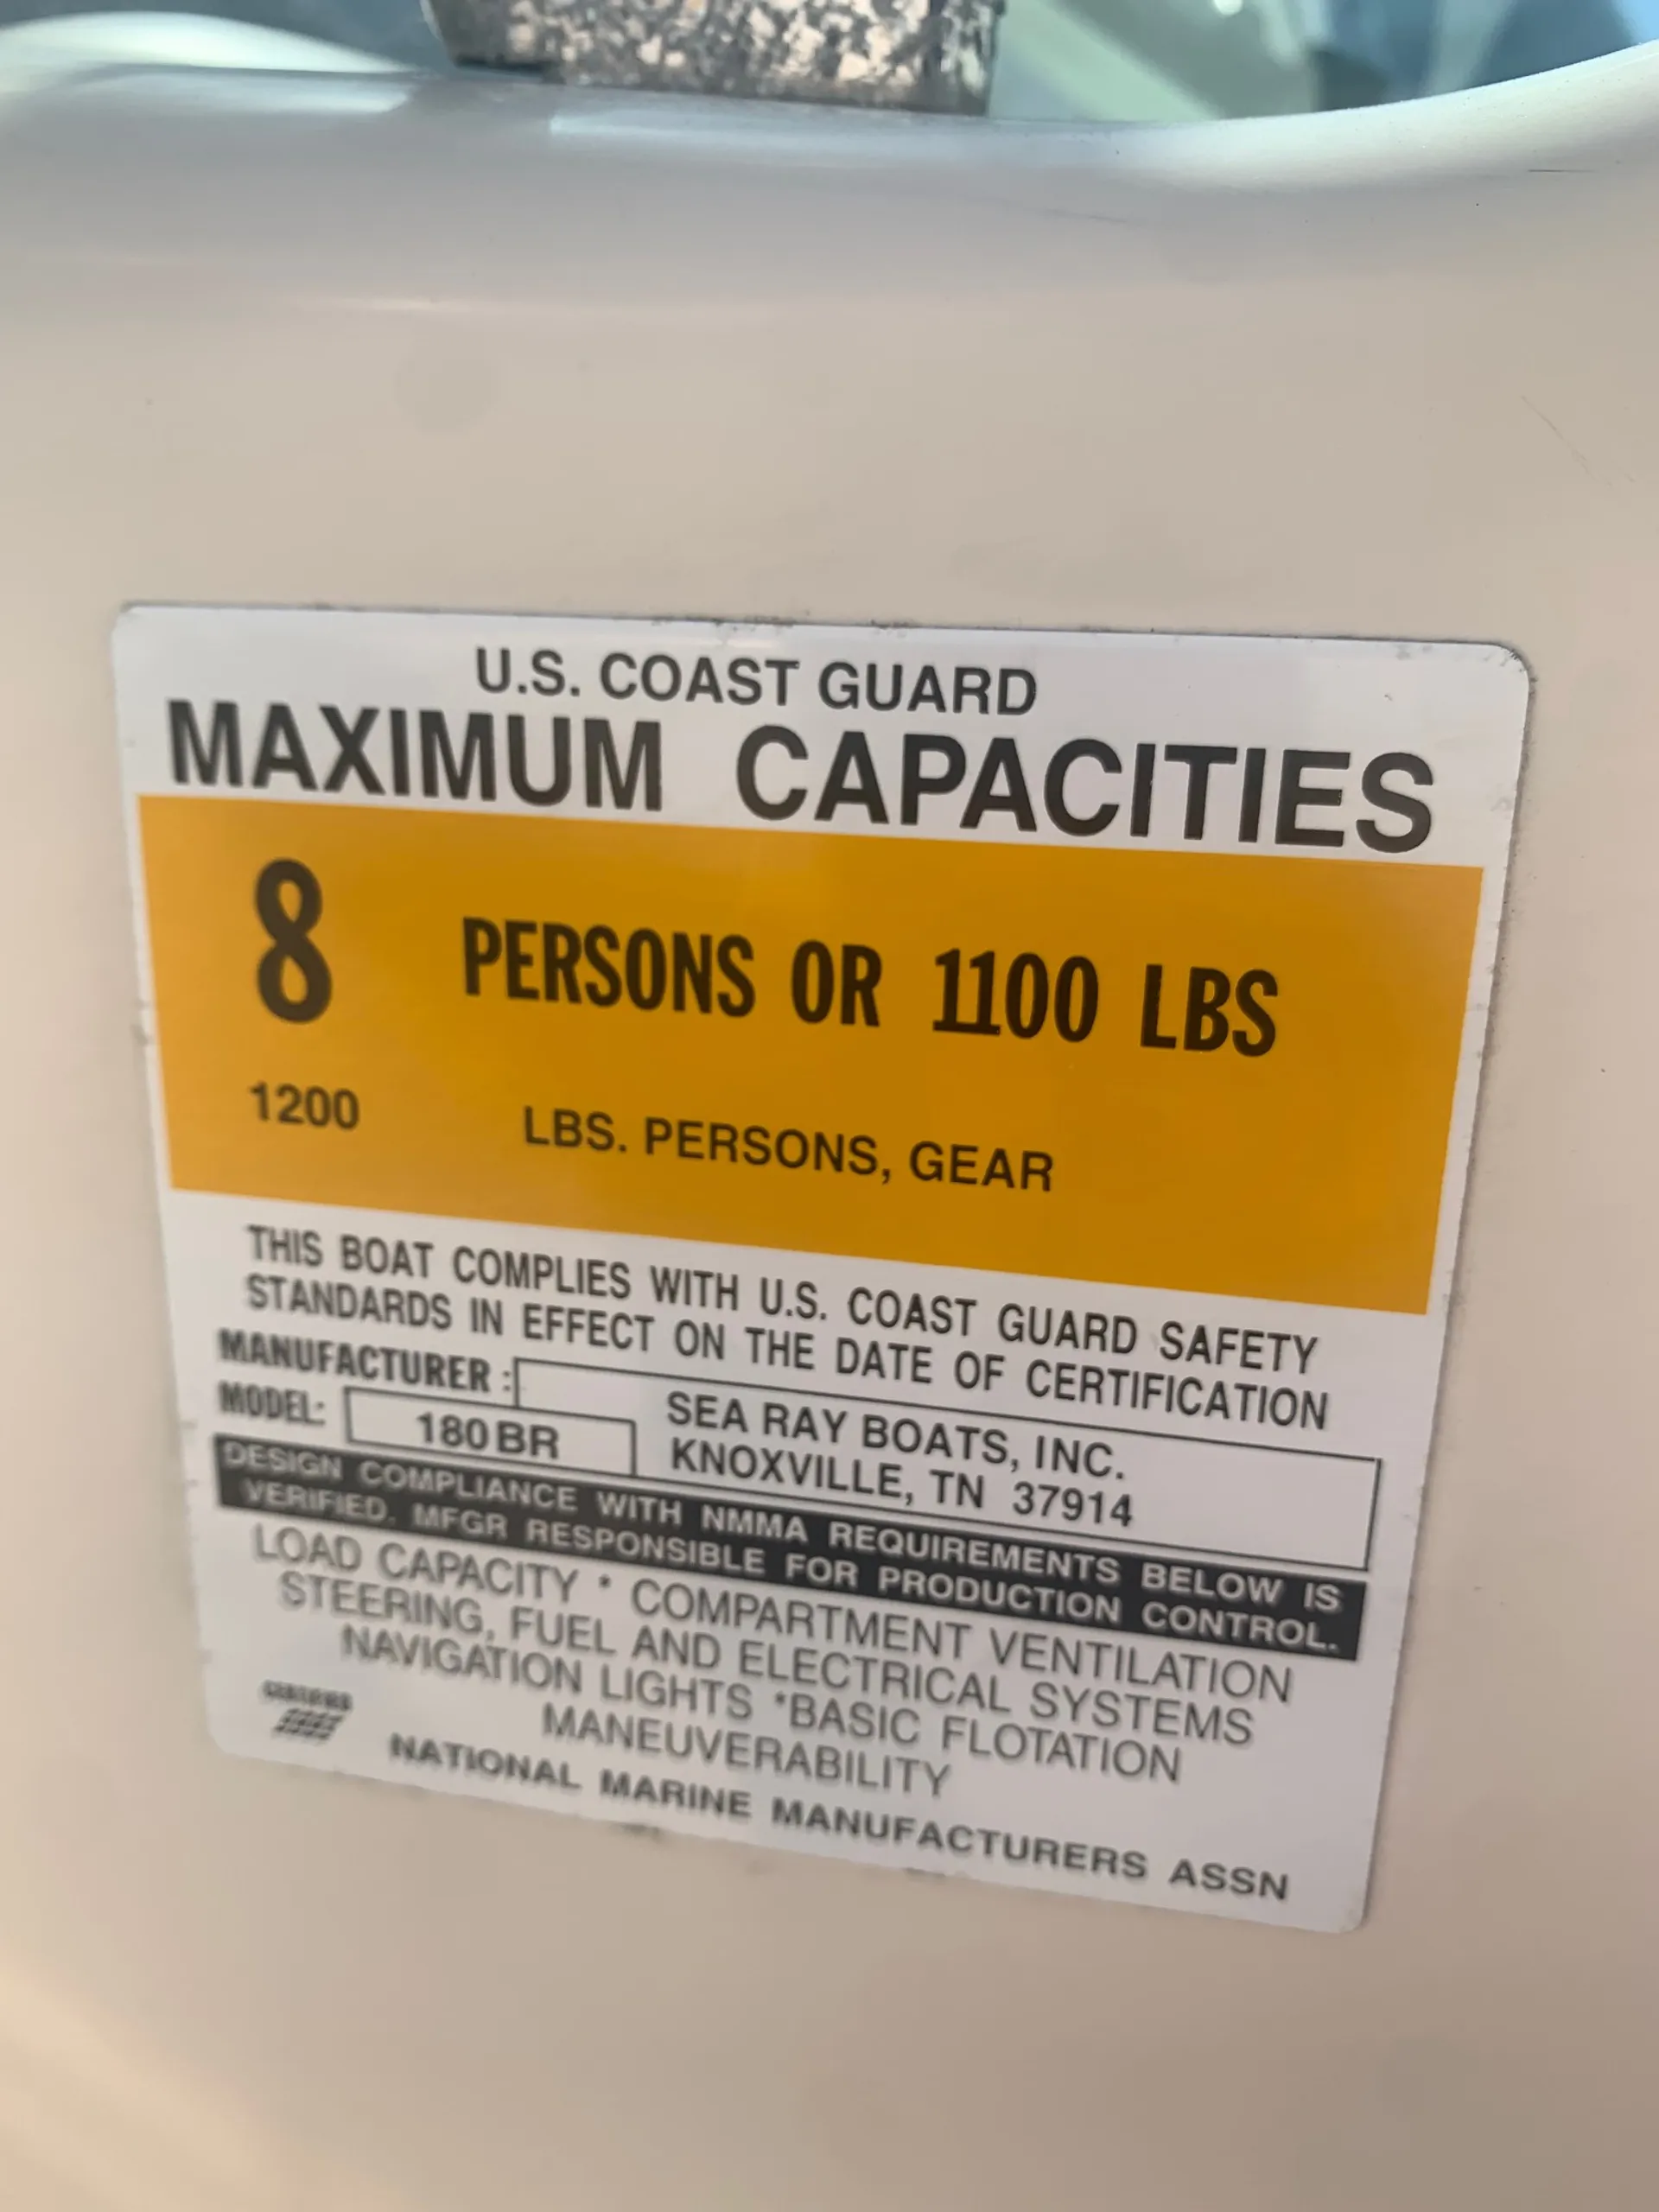 U.S. COAST GUARD
MAXIMUM CAPACITIES
8 PERSONS OR 1100 LBS
1200 LBS. PERSONS, GEAR
THIS BOAT COMPLIES WITH U.S. COAST GUARD SAFETY
STANDARDS IN EFFECT ON THE DATE OF CERTIFICATION
MANUFACTURER : SEA RAY BOATS, INC.
MODEL: 180 BR KNOXVILLE, TN 37914
DESIGN COMPLIANCE WITH NMMA REQUIREMENTS BELOW IS
VERIFIED. MFGR RESPONSIBLE FOR PRODUCTION CONTROL.
LOAD CAPACITY * COMPARTMENT VENTILATION
STEERING, FUEL AND ELECTRICAL SYSTEMS
NAVIGATION LIGHTS *BASIC FLOTATION
MANEUVERABILITY
NATIONAL MARINE MANUFACTURERS ASSN